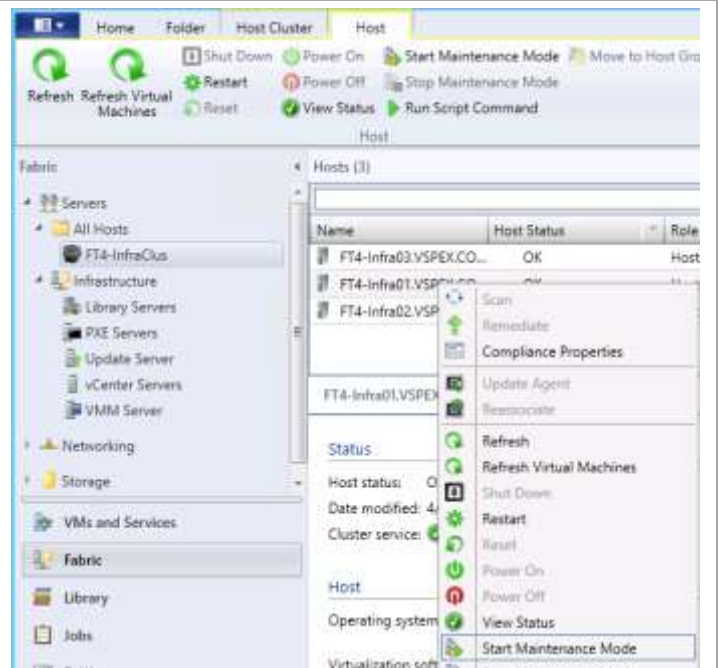 Home Folder Host Cluster Host
Refresh
Refresh Virtual Machines
Shut Down
Restart
Reset
Power On
Power Off
View Status
Start Maintenance Mode
Stop Maintenance Mode
Run Script Command
Move to Host Gro
Host
Fabric
Servers
All Hosts
FT4-InfraClus
Infrastructure
Library Servers
PXE Servers
Update Server
vCenter Servers
VMM Server
Networking
Storage
VMs and Services
Fabric
Library
Jobs
Hosts (3)
Name Host Status Role
FT4-Infra03.VSPEX.CO... OK Host
FT4-Infra01.VSPEX.CO... OK
FT4-Infra02.VSP
FT4-Infra01.VSPEX
Status
Host status: O
Date modified: 4/
Cluster service:
Host
Operating system
Virtualization soft
Scan
Remediate
Compliance Properties
Update Agent
Reassociate
Refresh
Refresh Virtual Machines
Shut Down
Restart
Reset
Power On
Power Off
View Status
Start Maintenance Mode